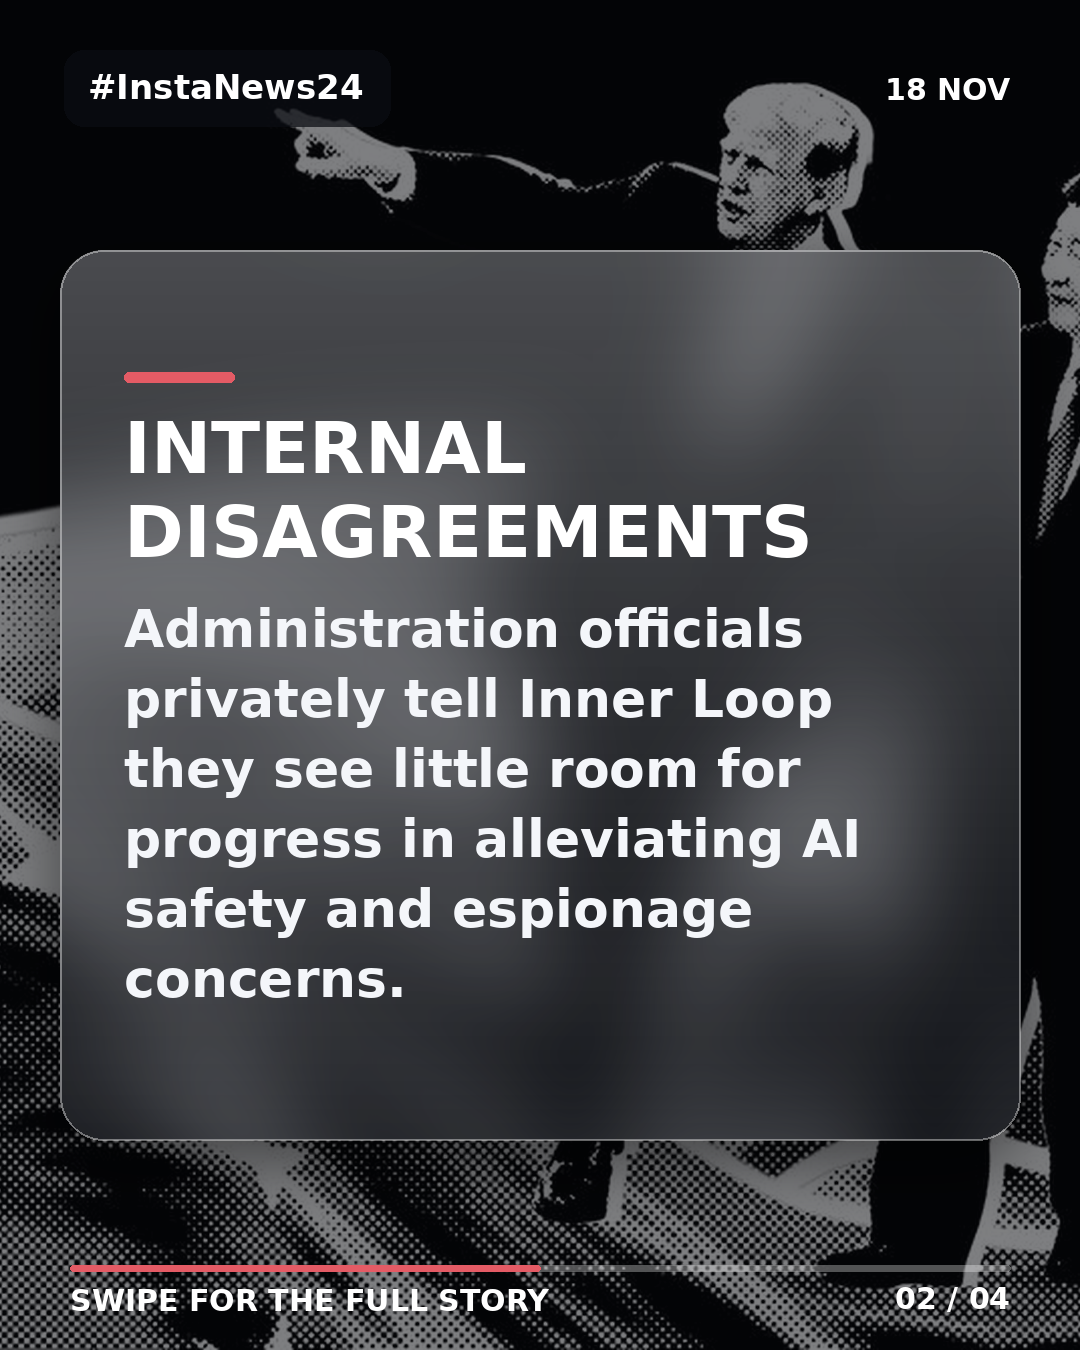 #InstaNews24
18 NOV
INTERNAL
DISAGREEMENTS
Administration officials
privately tell Inner Loop
they see little room for
progress in alleviating AI
safety and espionage
concerns.
SWIPE FOR THE FULL STORY
02 / 04